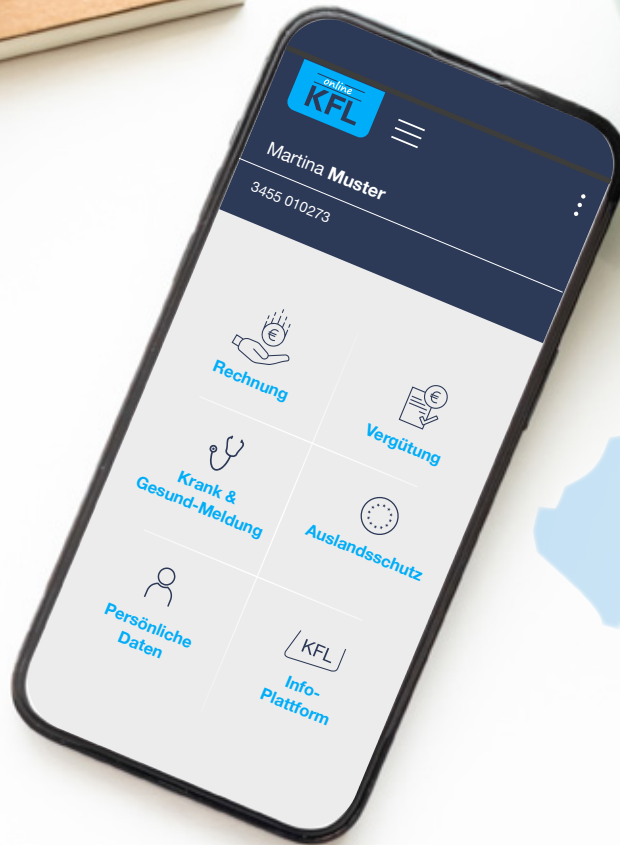 online
KFL
Martina Muster
3455 010273
€
Rechnung
€
Vergütung
Krank &
Gesund-Meldung
Auslandsschutz
Persönliche
Daten
KFL
Info-
Plattform